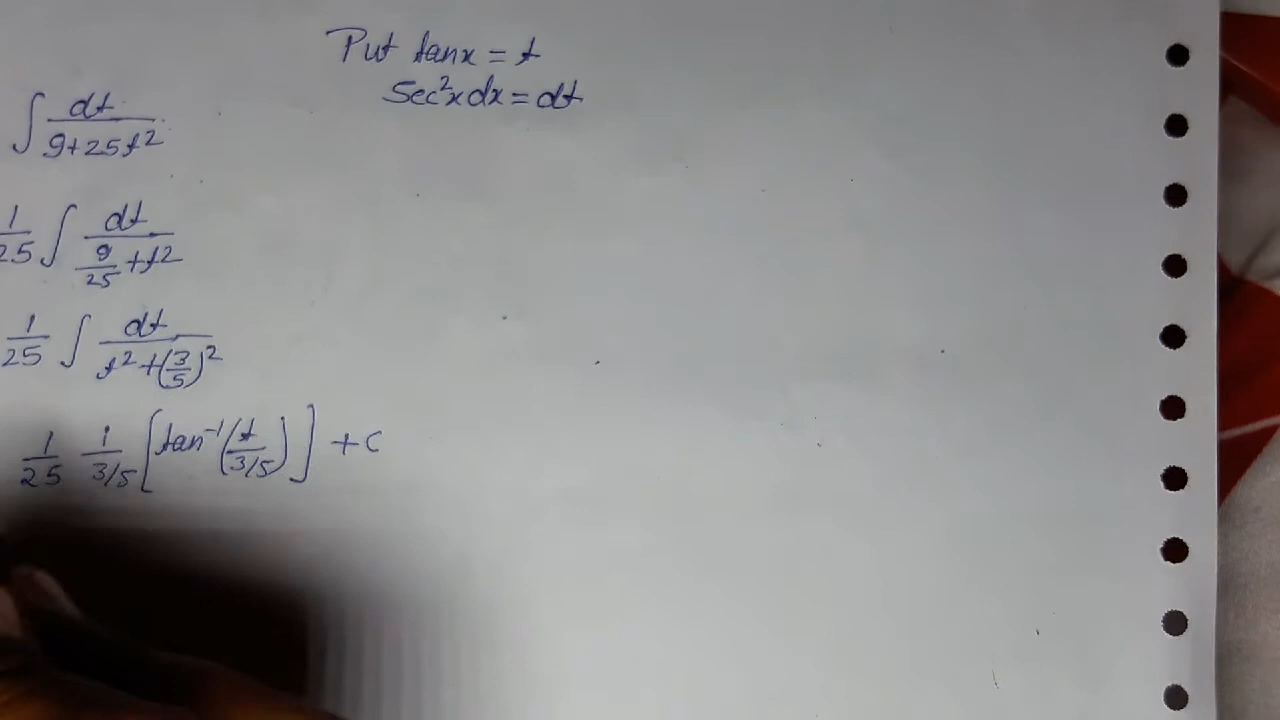 Put tanx = t
sec²x dx = dt
∫ dt / (9+25t²)
1/25 ∫ dt / (9/25 + t²)
1/25 ∫ dt / (t² + (3/5)²)
1/25 1/(3/5) [tan⁻¹(t/(3/5))] + c